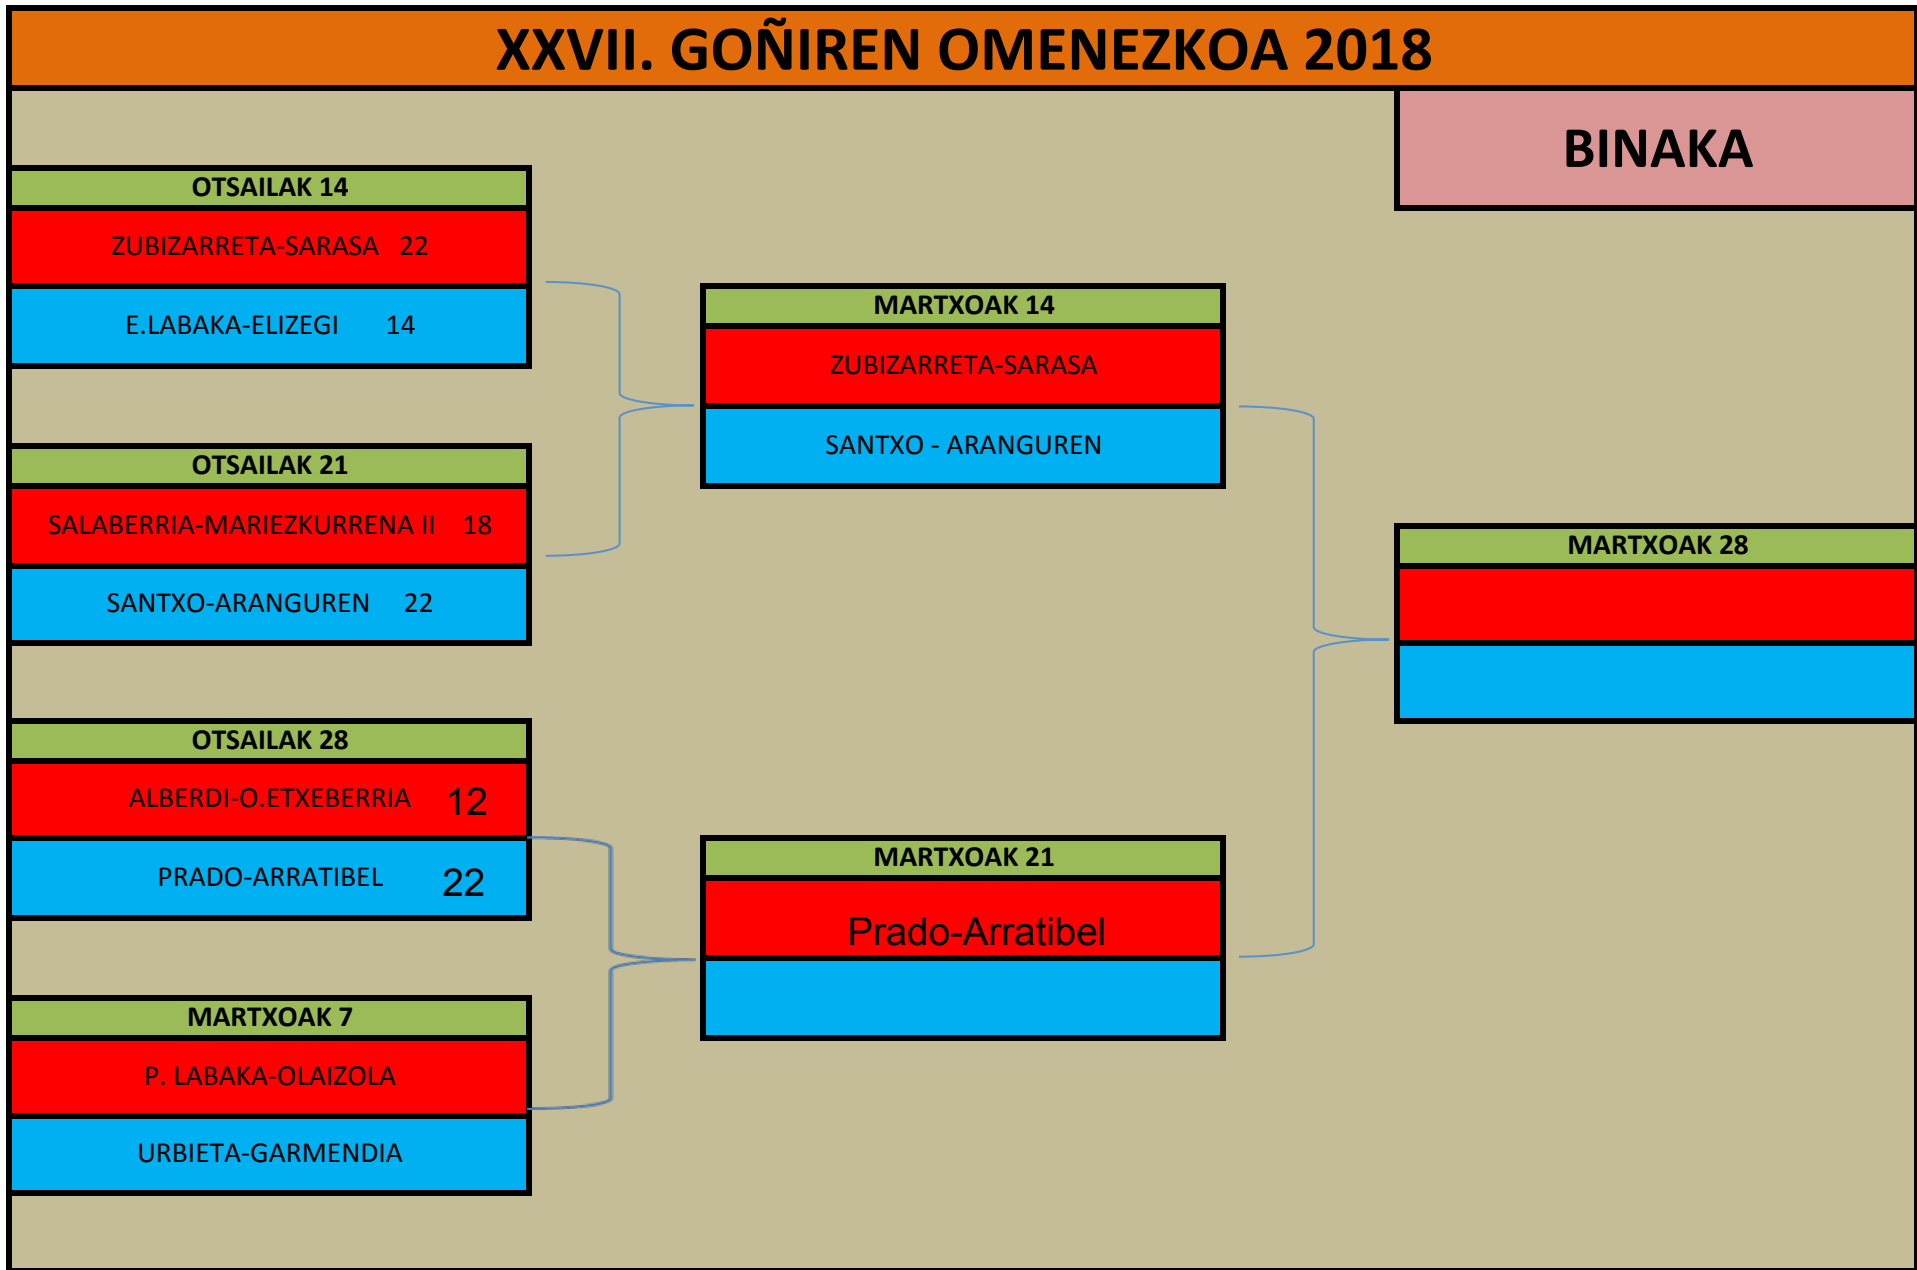 XXVII. GOÑIREN OMENEZKOA 2018
BINAKA
OTSAILAK 14
ZUBIZARRETA-SARASA 22
E.LABAKA-ELIZEGI 14
OTSAILAK 21
SALABERRIA-MARIEZKURRENA II 18
SANTXO-ARANGUREN 22
OTSAILAK 28
ALBERDI-O.ETXEBERRIA 12
PRADO-ARRATIBEL 22
MARTXOAK 7
P. LABAKA-OLAIZOLA
URBIETA-GARMENDIA
MARTXOAK 14
ZUBIZARRETA-SARASA
SANTXO - ARANGUREN
MARTXOAK 21
Prado-Arratibel
MARTXOAK 28